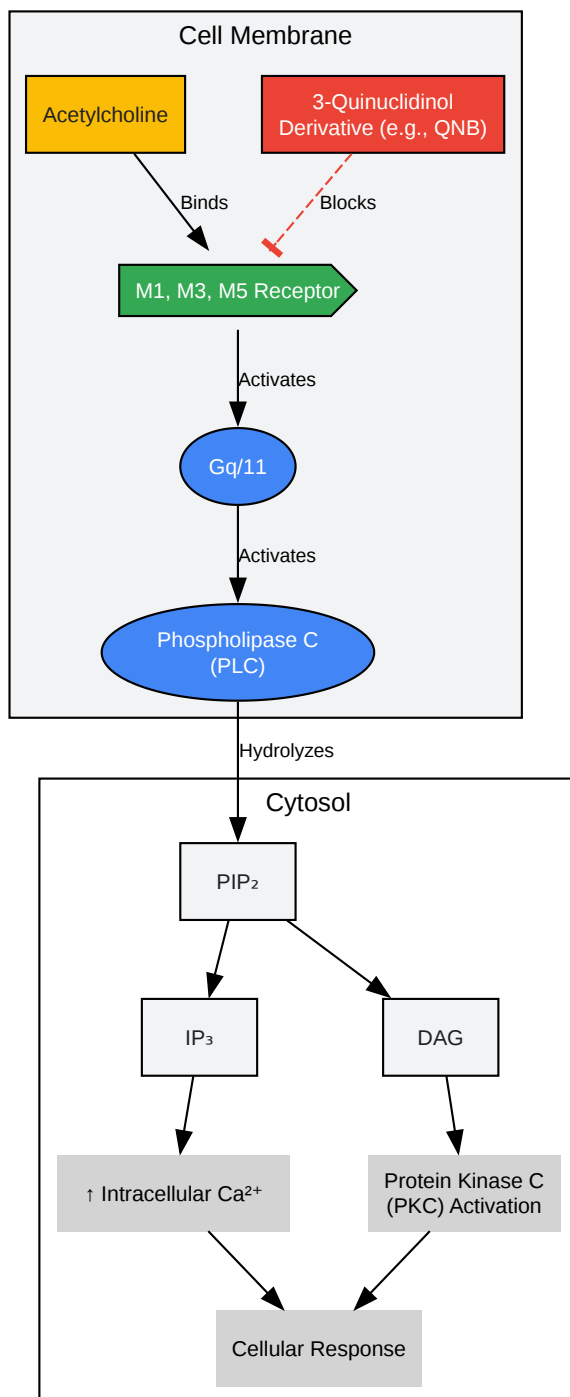 Cell Membrane
Acetylcholine
3-Quinuclidinol
Derivative (e.g., QNB)
Binds
Blocks
M1, M3, M5 Receptor
Activates
Gq/11
Activates
Phospholipase C
(PLC)
Hydrolyzes
Cytosol
PIP₂
IP₃
DAG
↑ Intracellular Ca²⁺
Protein Kinase C
(PKC) Activation
Cellular Response